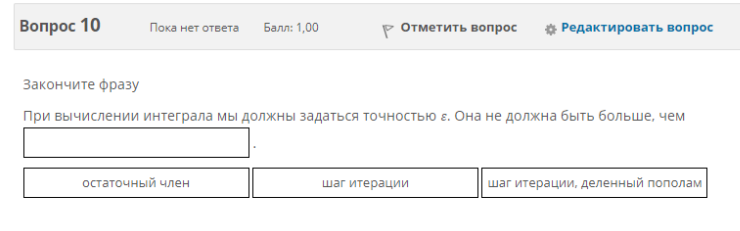 Вопрос 10 Пока нет ответа Балл: 1,00 Отметить вопрос Редактировать вопрос
Закончите фразу
При вычислении интеграла мы должны задаться точностью ε. Она не должна быть больше, чем
.
остаточный член шаг итерации шаг итерации, деленный пополам